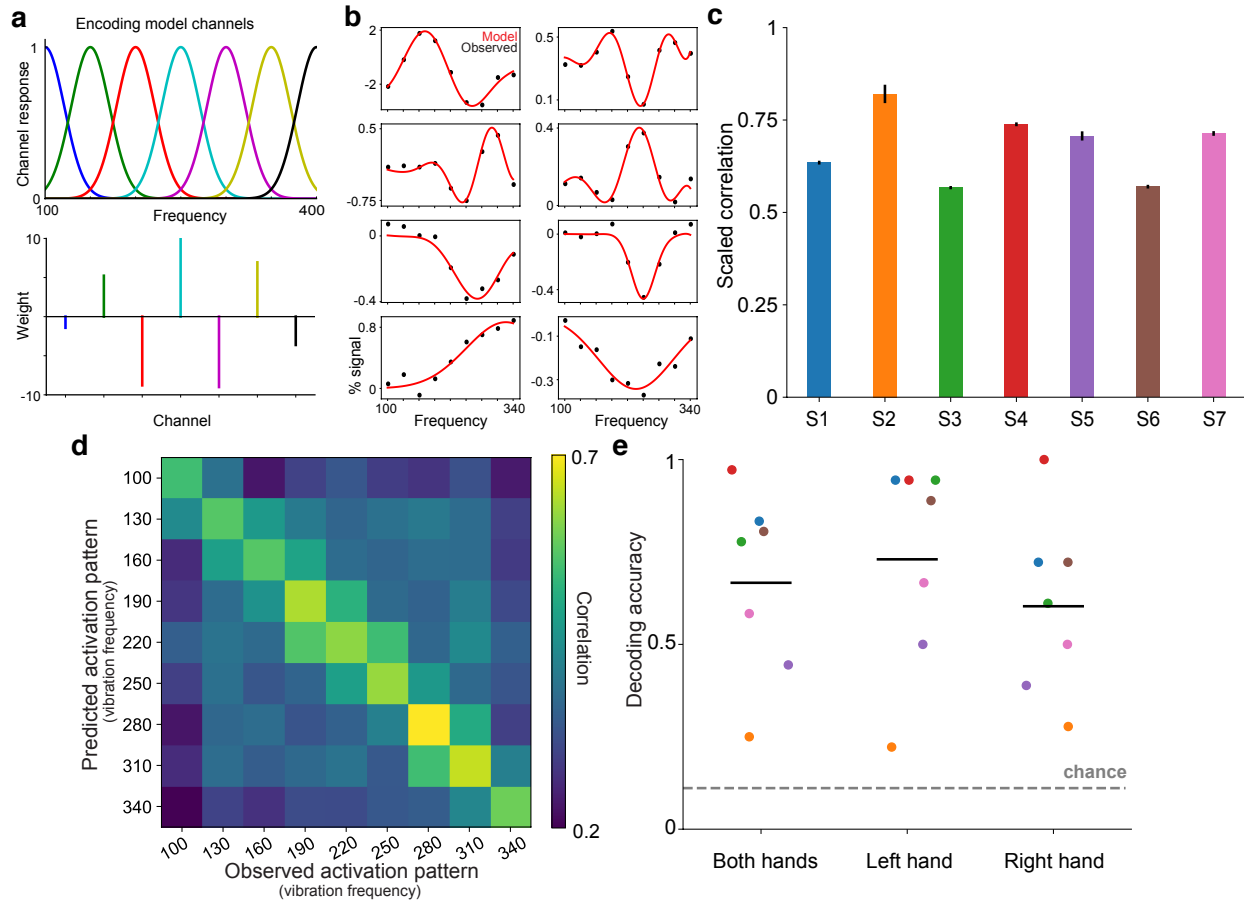 a
Encoding model channels
1
Channel response
0
100
Frequency
400
10
Weight
-10
Channel
b
Model
Observed
2
-2
0.5
0.1
0.5
-0.75
0.4
0
0
-0.4
0
-0.4
0.8
0
% signal
100
340
Frequency
-0.1
-0.3
100
340
Frequency
c
1
0.75
0.5
0.25
0
Scaled correlation
S1 S2 S3 S4 S5 S6 S7
d
Predicted activation pattern
(vibration frequency)
100
130
160
190
220
250
280
310
340
100 130 160 190 220 250 280 310 340
Observed activation pattern
(vibration frequency)
0.7
Correlation
0.2
e
1
0.5
0
Decoding accuracy
chance
Both hands Left hand Right hand